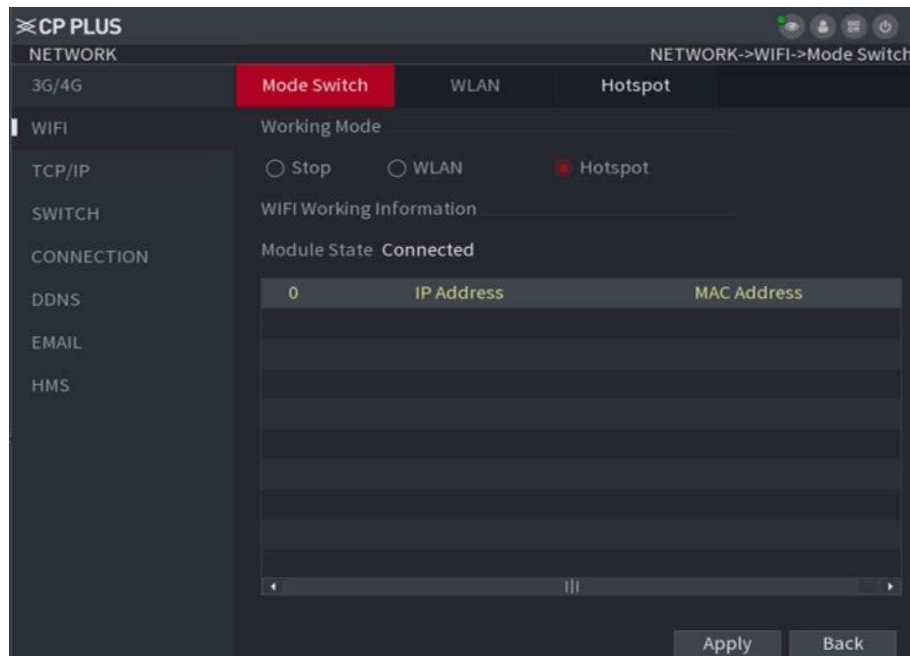 CP PLUS
NETWORK
NETWORK->WIFI->Mode Switch
3G/4G
WIFI
TCP/IP
SWITCH
CONNECTION
DDNS
EMAIL
HMS
Mode Switch WLAN Hotspot
Working Mode
Stop WLAN Hotspot
WIFI Working Information
Module State Connected
0 IP Address MAC Address
Apply Back